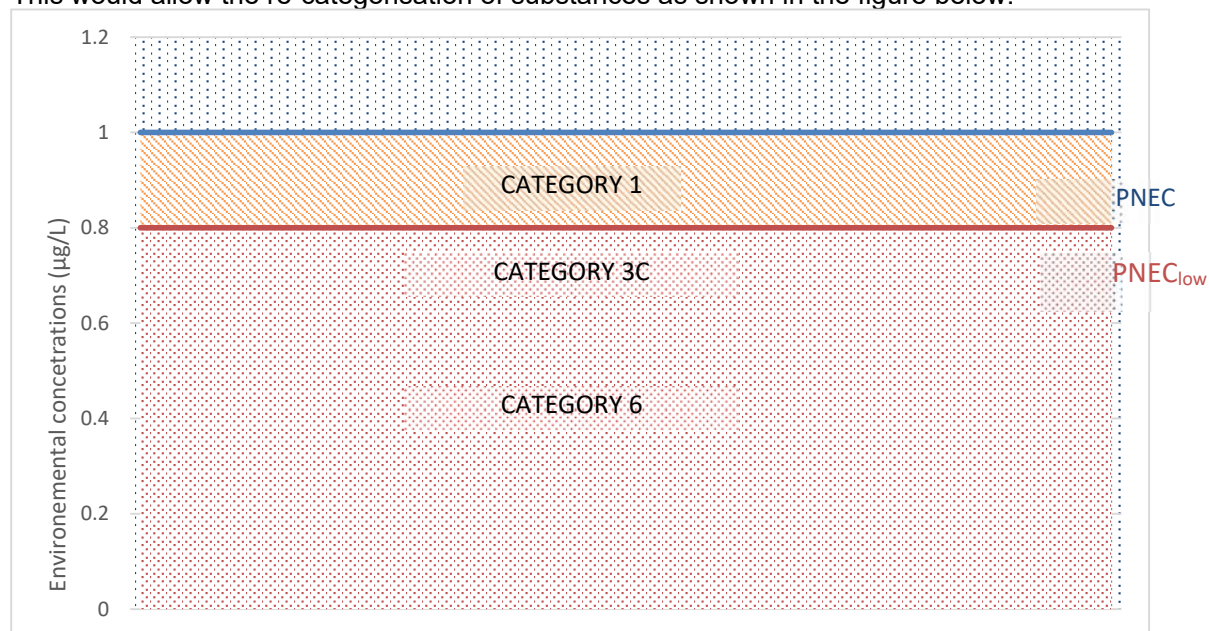 This would allow the re-categorisation of substances as shown in the figure below.
1.2
1
CATEGORY 1
PNEC
0.8
CATEGORY 3C
PNEClow
0.6
CATEGORY 6
0.4
0.2
0
Environemental concetrations (µg/L)